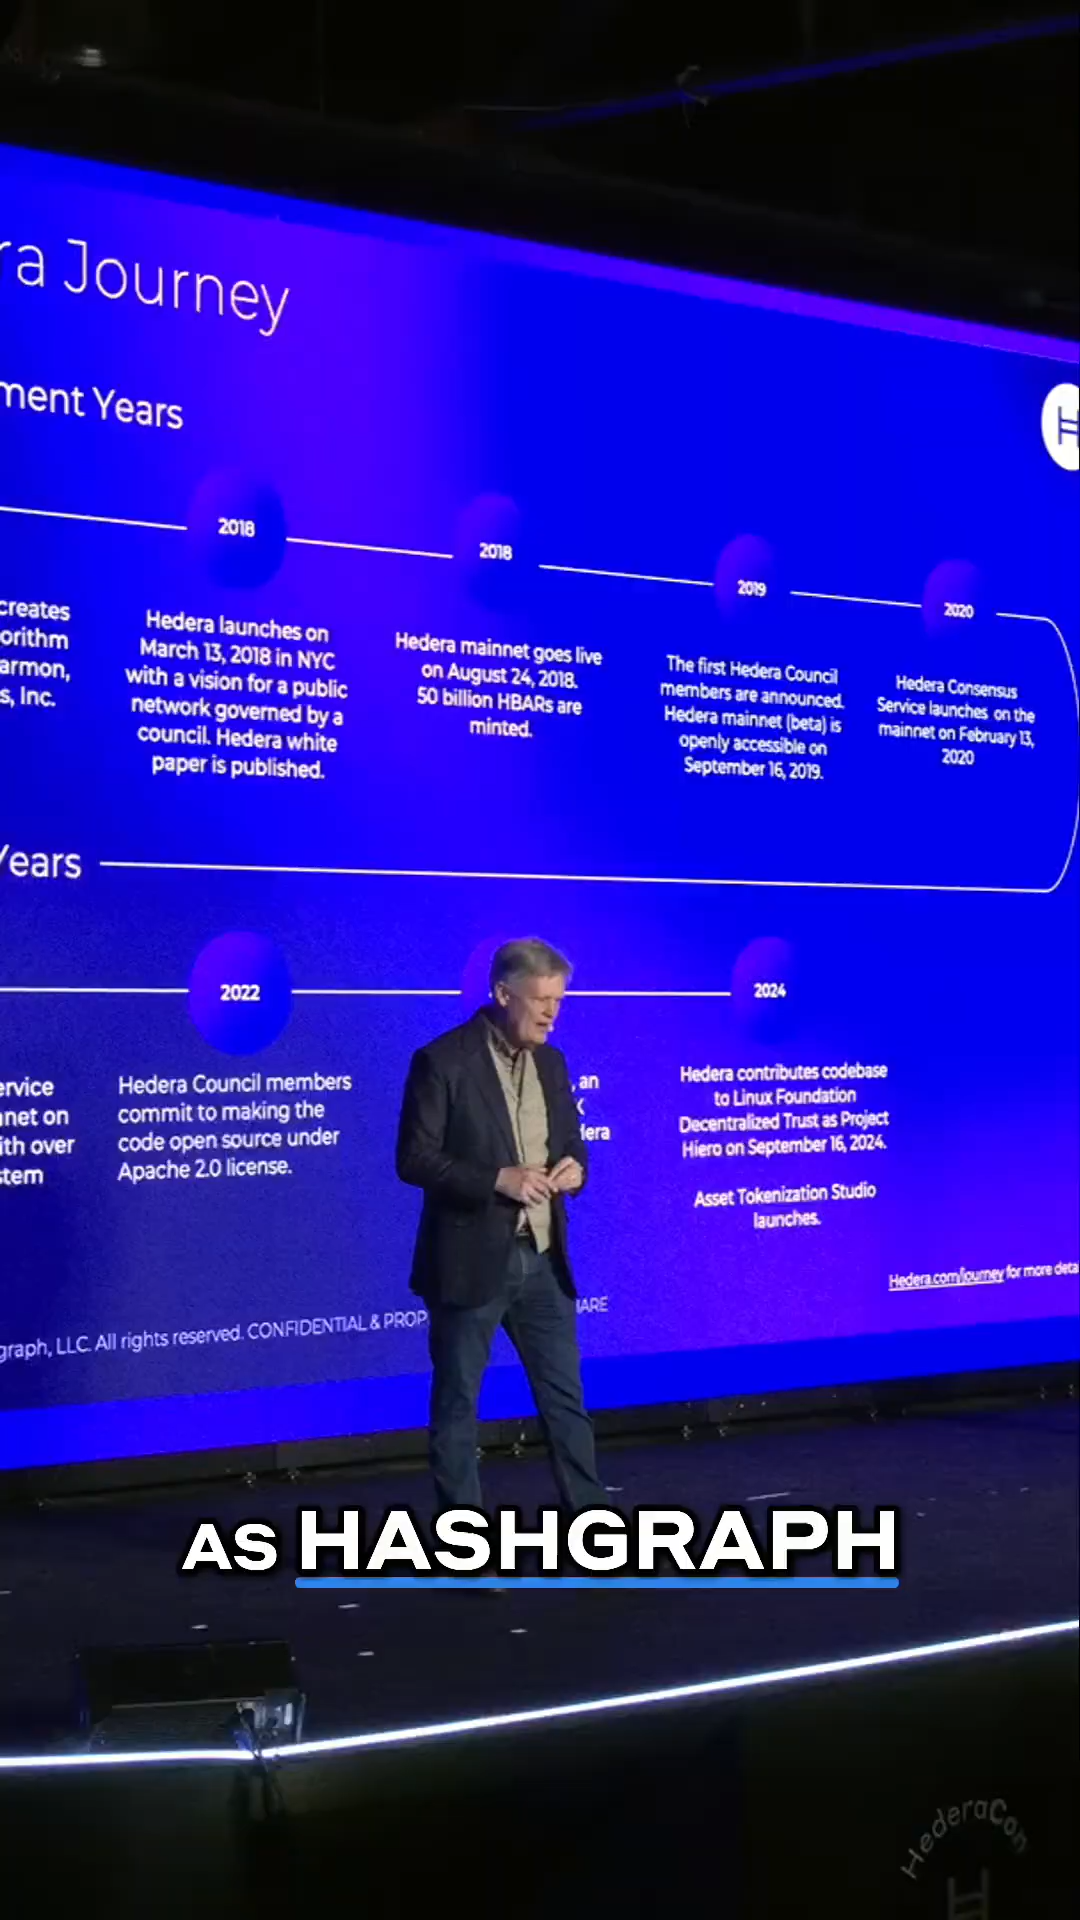 ra Journey
ment Years
2018
2018
2019
2020
creates
orithm
armon,
s, Inc.
Hedera launches on
March 13, 2018 in NYC
with a vision for a public
network governed by a
council. Hedera white
paper is published.
Hedera mainnet goes live
on August 24, 2018.
50 billion HBARs are
minted.
The first Hedera Council
members are announced.
Hedera mainnet (beta) is
openly accessible on
September 16, 2019.
Hedera Consensus
Service launches on the
mainnet on February 13,
2020
Years
2022
2024
ervice
nnet on
ith over
stem
Hedera Council members
commit to making the
code open source under
Apache 2.0 license.
, an
dera
Hedera contributes codebase
to Linux Foundation
Decentralized Trust as Project
Hiero on September 16, 2024.
Asset Tokenization Studio
launches.
Hedera.com/journey for more deta
graph, LLC. All rights reserved. CONFIDENTIAL & PROP
HARE
AS HASHGRAPH
HederaCon